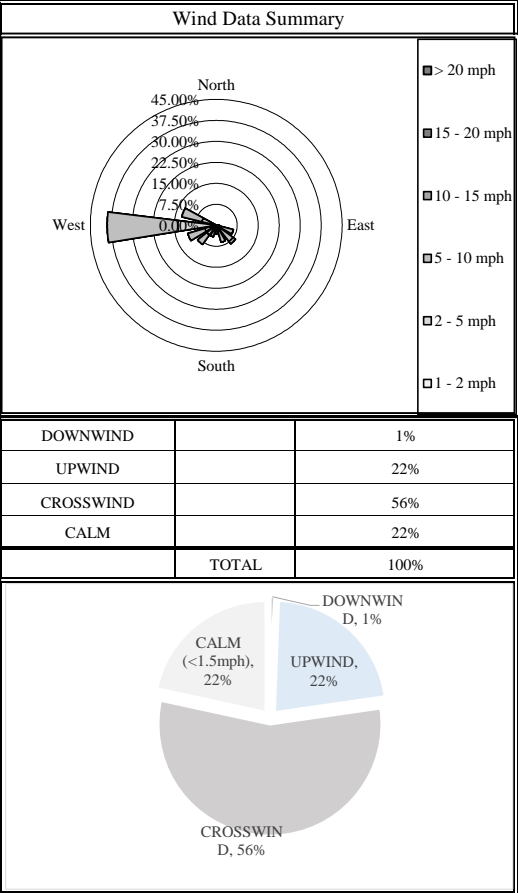 Wind Data Summary
North
45.00%
37.50%
30.00%
22.50%
15.00%
7.50%
0.00%
West
East
South
> 20 mph
15 - 20 mph
10 - 15 mph
5 - 10 mph
2 - 5 mph
1 - 2 mph
DOWNWIND 1%
UPWIND 22%
CROSSWIND 56%
CALM 22%
TOTAL 100%
DOWNWIN
D, 1%
CALM
(<1.5mph),
22%
UPWIND,
22%
CROSSWIN
D, 56%